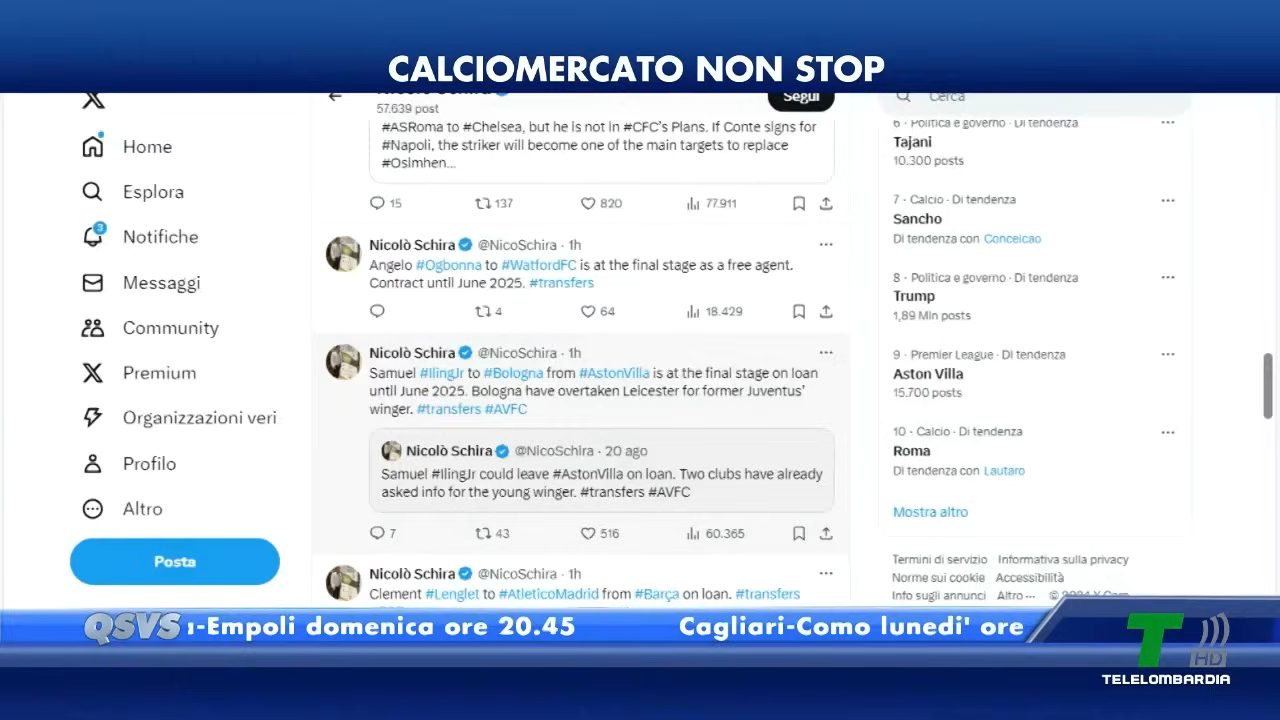 CALCIOMERCATO NON STOP
Nicolò Schira
57.639 post
Segui
Cerca
Home
Esplora
3
Notifiche
Messaggi
Community
Premium
Organizzazioni veri
Profilo
Altro
Posta
#ASRoma to #Chelsea, but he is not in #CFC's Plans. If Conte signs for
#Napoli, the striker will become one of the main targets to replace
#Osimhen...
15 137 820 77.911
Nicolò Schira @NicoSchira · 1h
Angelo #Ogbonna to #WatfordFC is at the final stage as a free agent.
Contract until June 2025. #transfers
4 64 18.429
Nicolò Schira @NicoSchira · 1h
Samuel #IlingJr to #Bologna from #AstonVilla is at the final stage on loan
until June 2025. Bologna have overtaken Leicester for former Juventus'
winger. #transfers #AVFC
Nicolò Schira @NicoSchira · 20 ago
Samuel #IlingJr could leave #AstonVilla on loan. Two clubs have already
asked info for the young winger. #transfers #AVFC
7 43 516 60.365
Nicolò Schira @NicoSchira · 1h
Clement #Lenglet to #AtleticoMadrid from #Barça on loan. #transfers
6 · Politica e governo · Di tendenza
Tajani
10.300 posts
7 · Calcio · Di tendenza
Sancho
Di tendenza con Conceicao
8 · Politica e governo · Di tendenza
Trump
1,89 Mln posts
9 · Premier League · Di tendenza
Aston Villa
15.700 posts
10 · Calcio · Di tendenza
Roma
Di tendenza con Lautaro
Mostra altro
Termini di servizio Informativa sulla privacy
Norme sui cookie Accessibilità
Info sugli annunci Altro ··· © 2024 X Corp.
QSVS
-Empoli domenica ore 20.45 Cagliari-Como lunedi' ore
T HD
TELELOMBARDIA